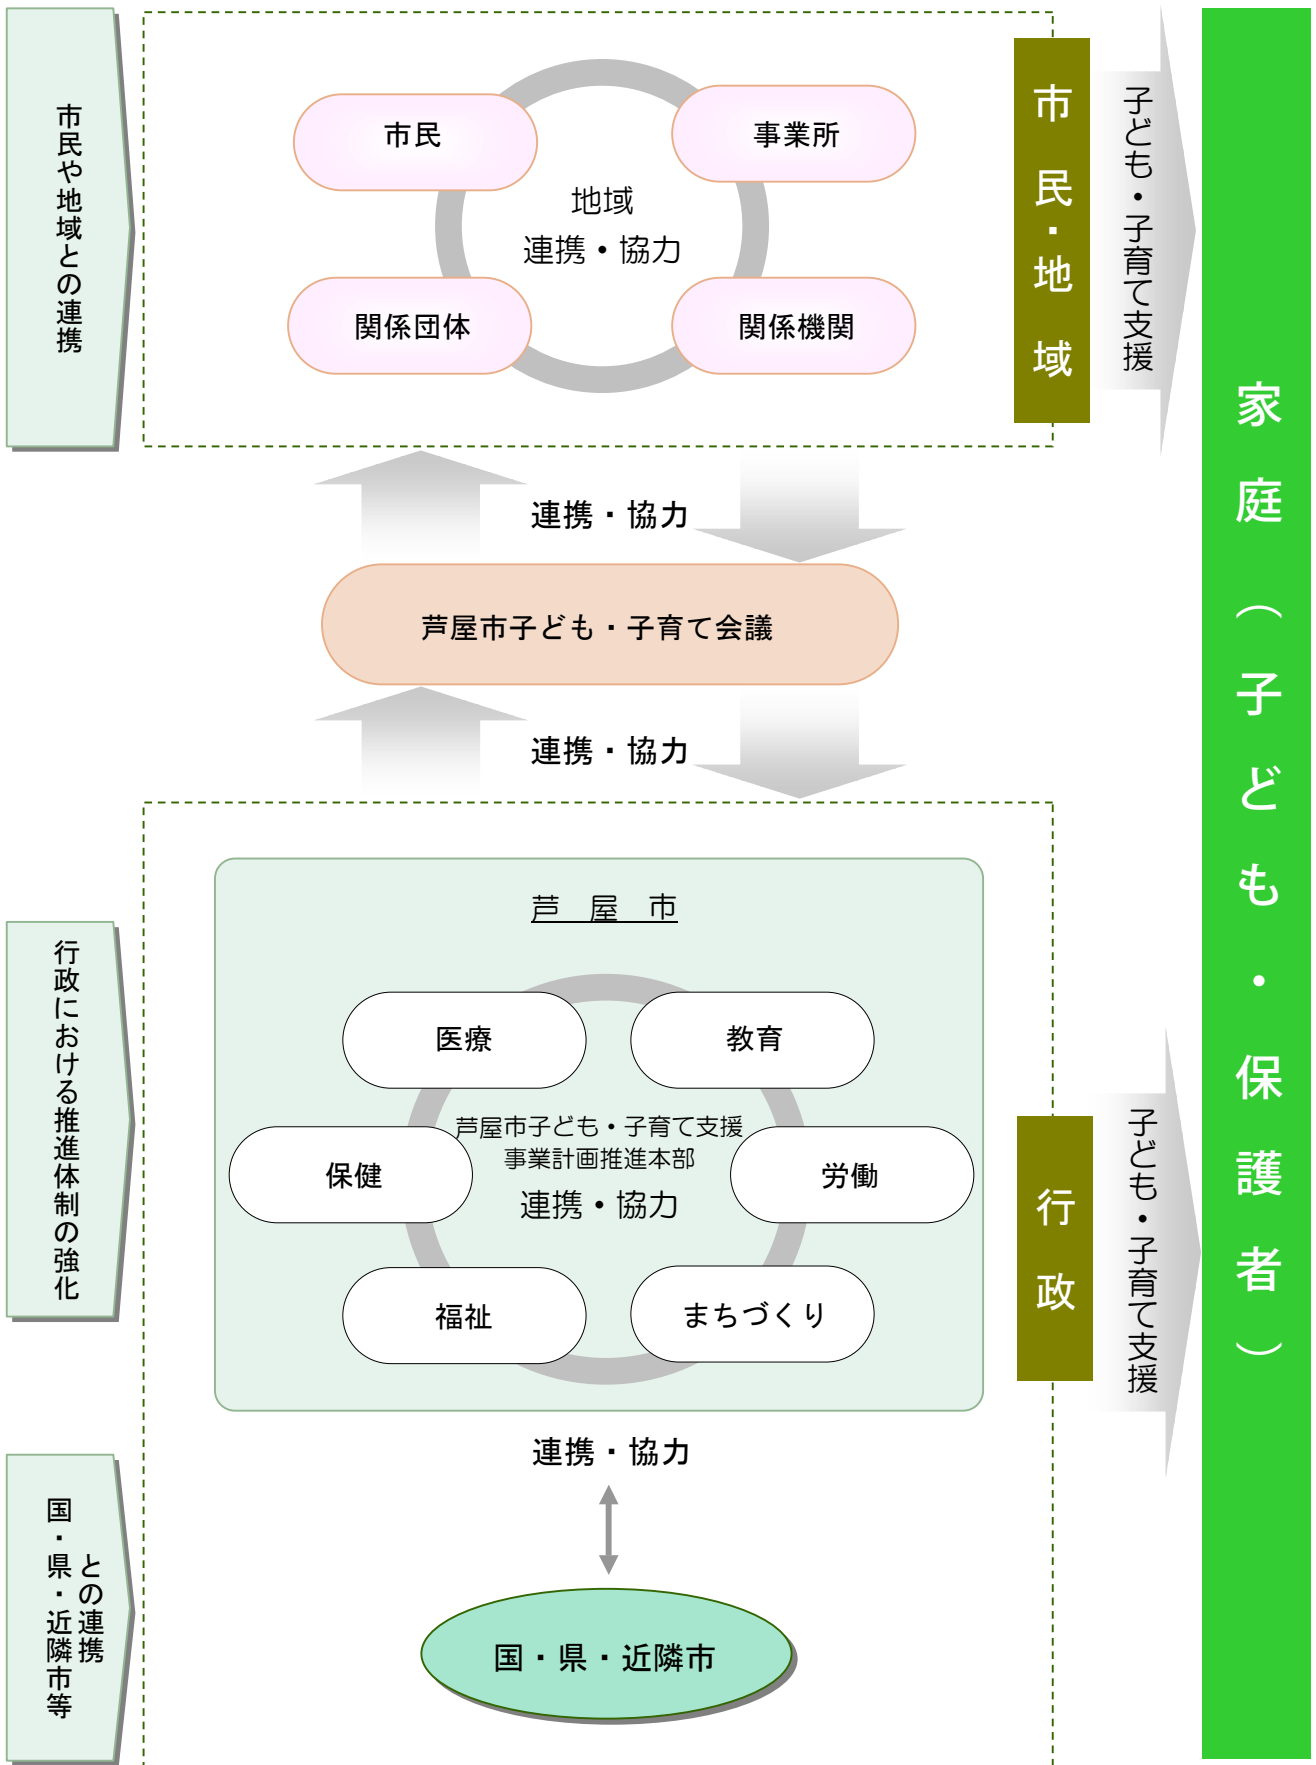 市民や地域との連携
市民
事業所
地域
連携・協力
関係団体
関係機関
市民・地域
子ども・子育て支援
連携・協力
芦屋市子ども・子育て会議
連携・協力
家庭（子ども・保護者）
行政における推進体制の強化
芦　屋　市
医療
教育
芦屋市子ども・子育て支援
事業計画推進本部
連携・協力
保健
労働
福祉
まちづくり
行政
子ども・子育て支援
連携・協力
国・県・近隣市等
との連携
国・県・近隣市